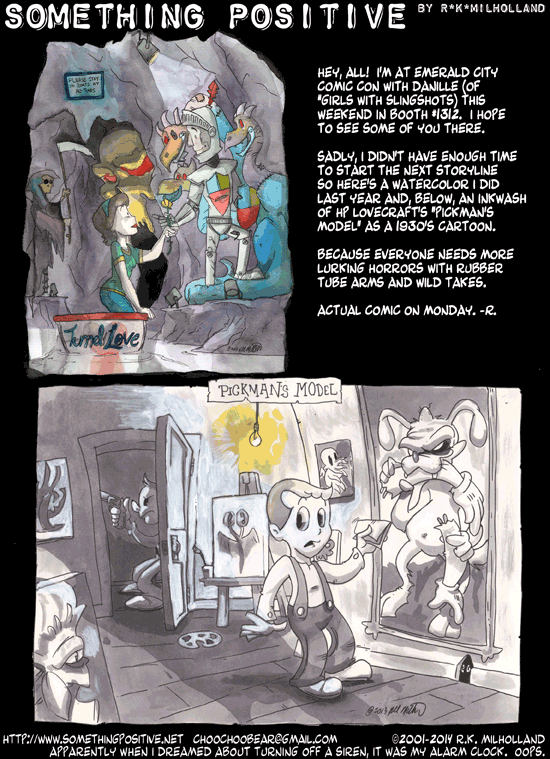 SOMETHING POSITIVE BY R*K*MILHOLLAND
PLEASE STAY
IN BOATS AT
ALL TIMES
HEY, ALL! I'M AT EMERALD CITY
COMIC CON WITH DANILLE (OF
"GIRLS WITH SLINGSHOTS) THIS
WEEKEND IN BOOTH #1312. I HOPE
TO SEE SOME OF YOU THERE.
SADLY, I DIDN'T HAVE ENOUGH TIME
TO START THE NEXT STORYLINE
SO HERE'S A WATERCOLOR I DID
LAST YEAR AND, BELOW, AN INKWASH
OF HP LOVECRAFT'S "PICKMAN'S
MODEL" AS A 1930'S CARTOON.
BECAUSE EVERYONE NEEDS MORE
LURKING HORRORS WITH RUBBER
TUBE ARMS AND WILD TAKES.
ACTUAL COMIC ON MONDAY. -R.
Tunnel Love
PICKMAN'S MODEL
©2013
HTTP://WWW.SOMETHINGPOSITIVE.NET CHOOCHOOBEAR@GMAIL.COM ©2001-2014 R.K. MILHOLLAND
APPARENTLY WHEN I DREAMED ABOUT TURNING OFF A SIREN, IT WAS MY ALARM CLOCK. OOPS.